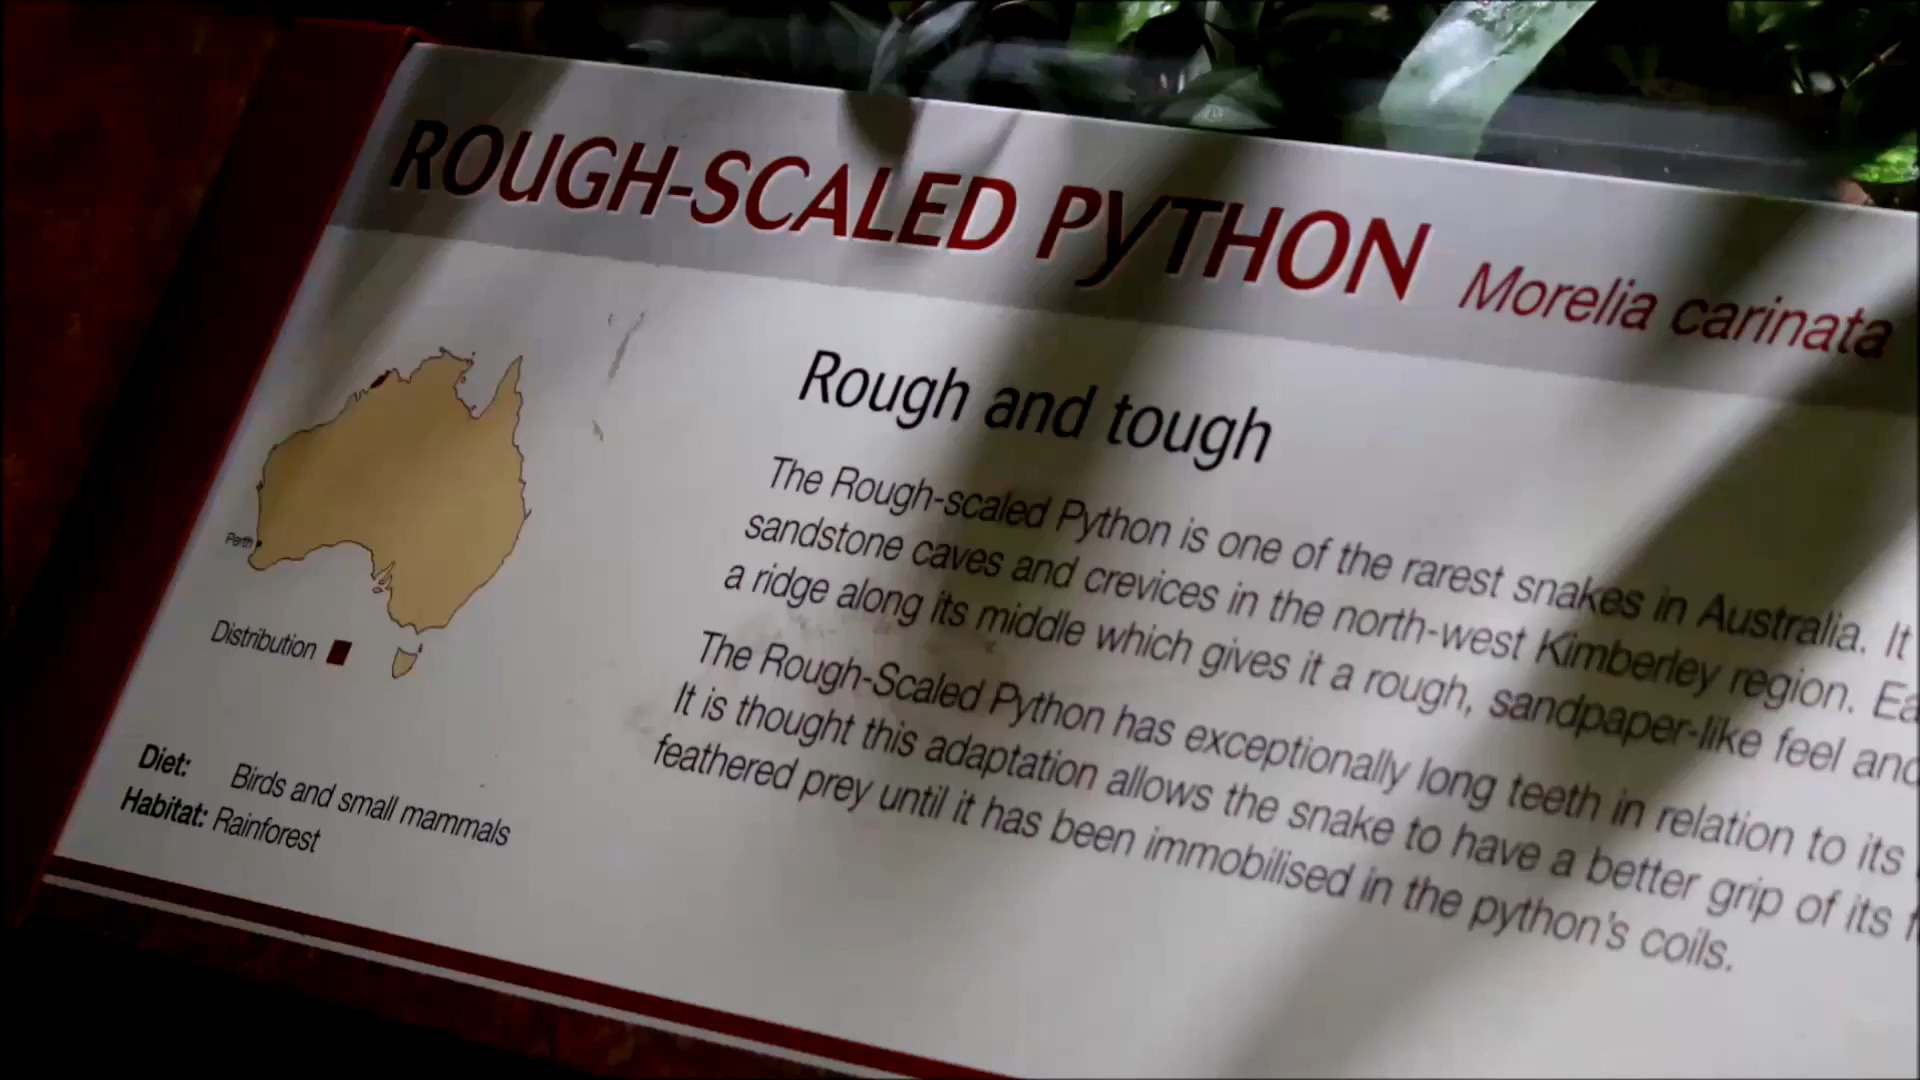 ROUGH-SCALED PYTHON Morelia carinata
Rough and tough
The Rough-scaled Python is one of the rarest snakes in Australia. It
sandstone caves and crevices in the north-west Kimberley region. Ea
a ridge along its middle which gives it a rough, sandpaper-like feel and
The Rough-Scaled Python has exceptionally long teeth in relation to its
It is thought this adaptation allows the snake to have a better grip of its
feathered prey until it has been immobilised in the python's coils.
Perth
Distribution
Diet: Birds and small mammals
Habitat: Rainforest